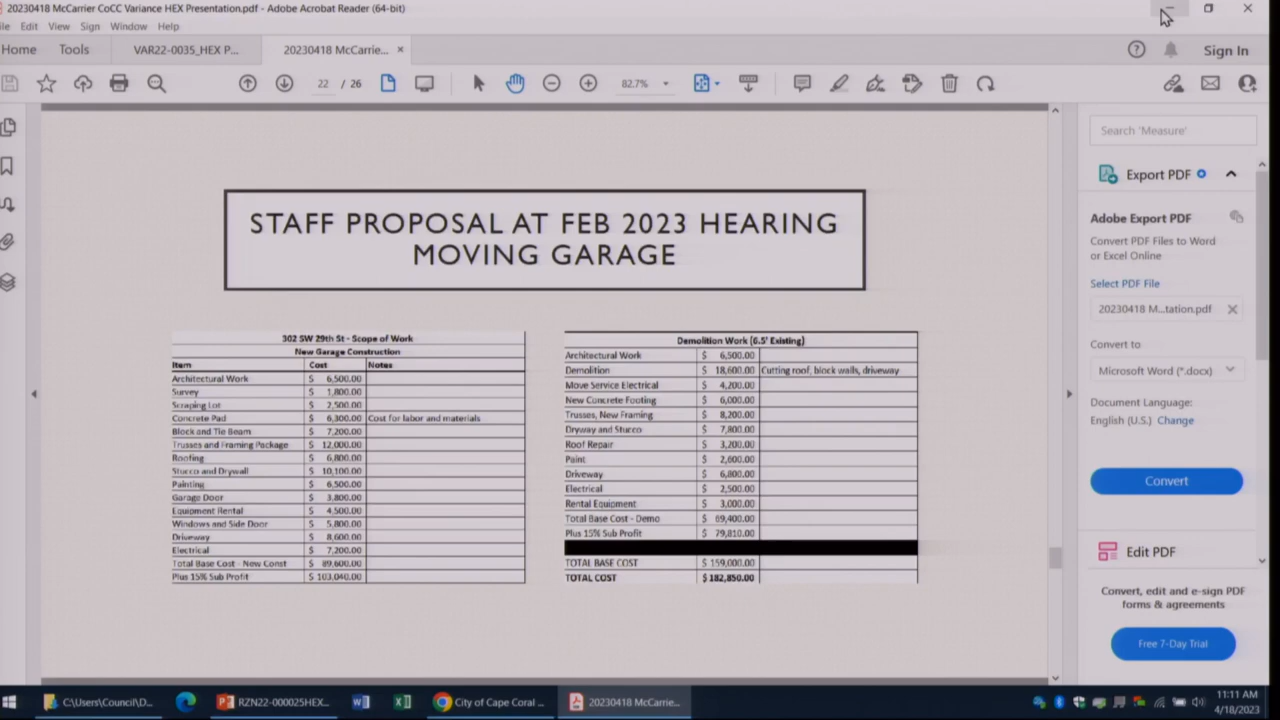 20230418 McCarrier CoCC Variance HEX Presentation.pdf - Adobe Acrobat Reader (64-bit)
ile Edit View Sign Window Help
Home Tools VAR22-0035_HEX P... 20230418 McCarrie... × Sign In
22 / 26 82.7%
STAFF PROPOSAL AT FEB 2023 HEARING
MOVING GARAGE
302 SW 29th St - Scope of Work
New Garage Construction
Item Cost Notes
Architectural Work $ 6,500.00
Survey $ 1,800.00
Scraping Lot $ 2,500.00
Concrete Pad $ 6,300.00 Cost for labor and materials
Block and Tie Beam $ 7,200.00
Trusses and Framing Package $ 12,000.00
Roofing $ 6,800.00
Stucco and Drywall $ 10,100.00
Painting $ 6,500.00
Garage Door $ 3,800.00
Equipment Rental $ 4,500.00
Windows and Side Door $ 5,800.00
Driveway $ 8,600.00
Electrical $ 7,200.00
Total Base Cost - New Const $ 89,600.00
Plus 15% Sub Profit $ 103,040.00
Demolition Work (6.5' Existing)
Architectural Work $ 6,500.00
Demolition $ 18,600.00 Cutting roof, block walls, driveway
Move Service Electrical $ 4,200.00
New Concrete Footing $ 6,000.00
Trusses, New Framing $ 8,200.00
Dryway and Stucco $ 7,800.00
Roof Repair $ 3,200.00
Paint $ 2,600.00
Driveway $ 6,800.00
Electrical $ 2,500.00
Rental Equipment $ 3,000.00
Total Base Cost - Demo $ 69,400.00
Plus 15% Sub Profit $ 79,810.00
TOTAL BASE COST $ 159,000.00
TOTAL COST $ 182,850.00
Search 'Measure'
Export PDF
Adobe Export PDF
Convert PDF Files to Word
or Excel Online
Select PDF File
20230418 M...tation.pdf
Convert to
Microsoft Word (*.docx)
Document Language:
English (U.S.) Change
Convert
Edit PDF
Convert, edit and e-sign PDF
forms & agreements
Free 7-Day Trial
C:\Users\Council\D... RZN22-000025HEX... City of Cape Coral ... 20230418 McCarrie...
11:11 AM
4/18/2023